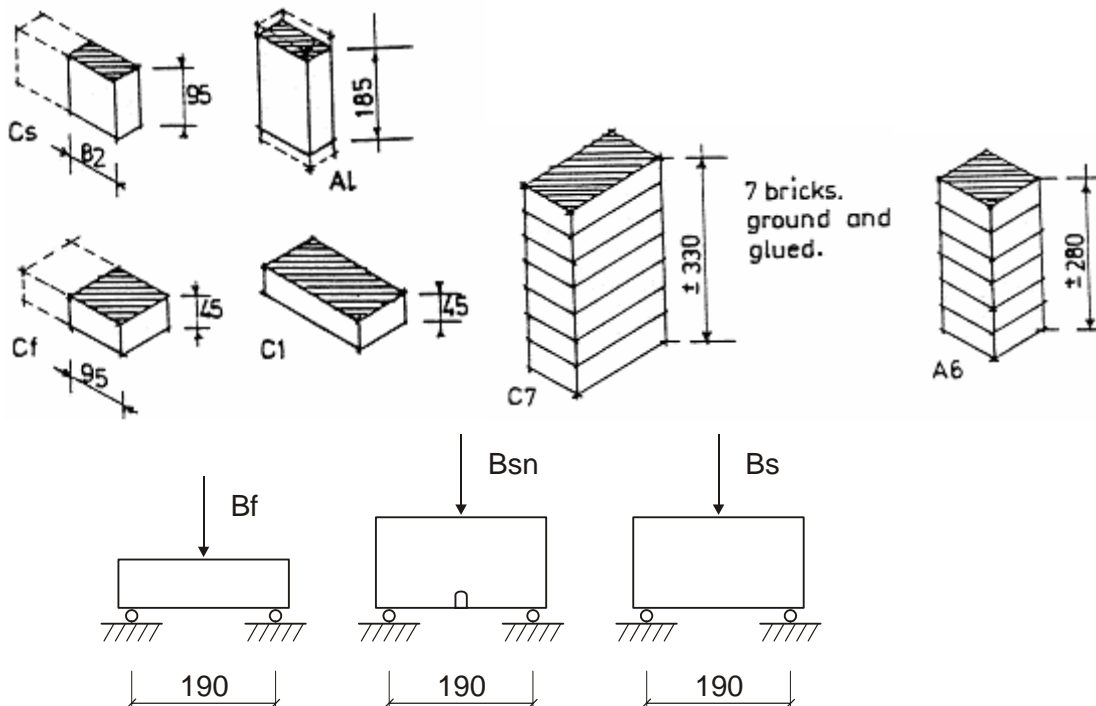 95
Cs
82
185
Al
45
Cf
95
C1
45
7 bricks.
ground and
glued.
±330
C7
±280
A6
Bf
Bsn
Bs
190
190
190